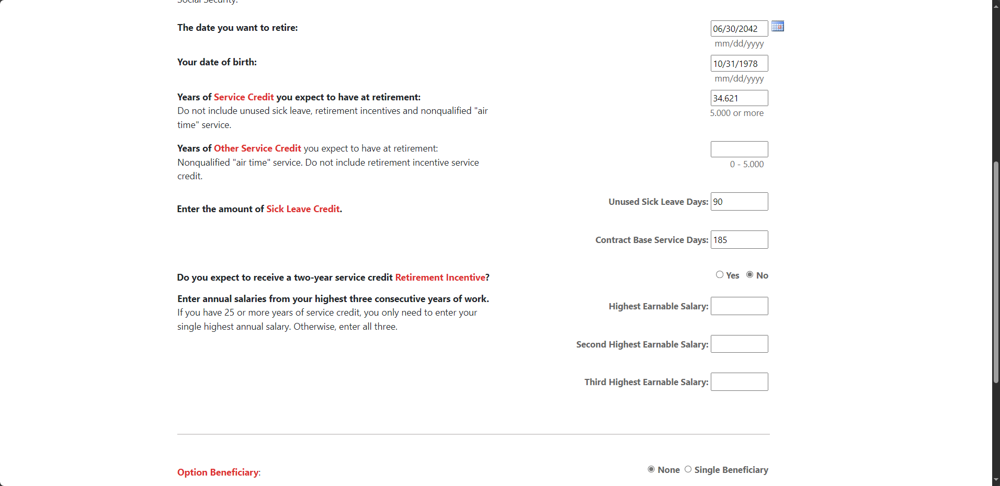 Social Security.
The date you want to retire:
06/30/2042
mm/dd/yyyy
Your date of birth:
10/31/1978
mm/dd/yyyy
Years of Service Credit you expect to have at retirement:
34.621
Do not include unused sick leave, retirement incentives and nonqualified "air
5.000 or more
time" service.
Years of Other Service Credit you expect to have at retirement:
Nonqualified "air time" service. Do not include retirement incentive service
0 - 5.000
credit.
Enter the amount of Sick Leave Credit.
Unused Sick Leave Days: 90
Contract Base Service Days: 185
Do you expect to receive a two-year service credit Retirement Incentive?
Yes No
Enter annual salaries from your highest three consecutive years of work.
Highest Earnable Salary:
If you have 25 or more years of service credit, you only need to enter your
single highest annual salary. Otherwise, enter all three.
Second Highest Earnable Salary:
Third Highest Earnable Salary:
Option Beneficiary:
None Single Beneficiary